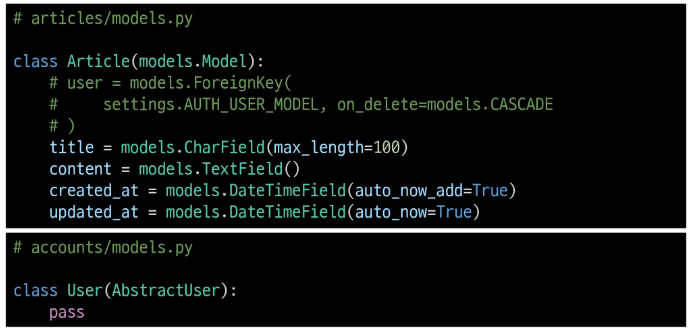 # articles/models.py
class Article(models.Model):
    # user = models.ForeignKey(
    #     settings.AUTH_USER_MODEL, on_delete=models.CASCADE
    # )
    title = models.CharField(max_length=100)
    content = models.TextField()
    created_at = models.DateTimeField(auto_now_add=True)
    updated_at = models.DateTimeField(auto_now=True)
# accounts/models.py
class User(AbstractUser):
    pass